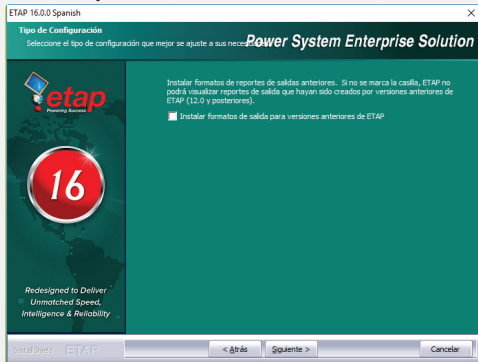 ETAP 16.0.0 Spanish
Tipo de Configuración
Seleccione el tipo de configuración que mejor se ajuste a sus
Power System Enterprise Solution
etap
Powering Success
Instalar formatos de reportes de salidas anteriores. Si no se marca la casilla, ETAP no
podrá visualizar reportes de salida que hayan sido creados por versiones anteriores de
ETAP (12.0 y posteriores).
Instalar formatos de salida para versiones anteriores de ETAP
16
Redesigned to Deliver
Unmatched Speed,
Intelligence & Reliability
InstallShield ETAP
< Atrás
Siguiente >
Cancelar